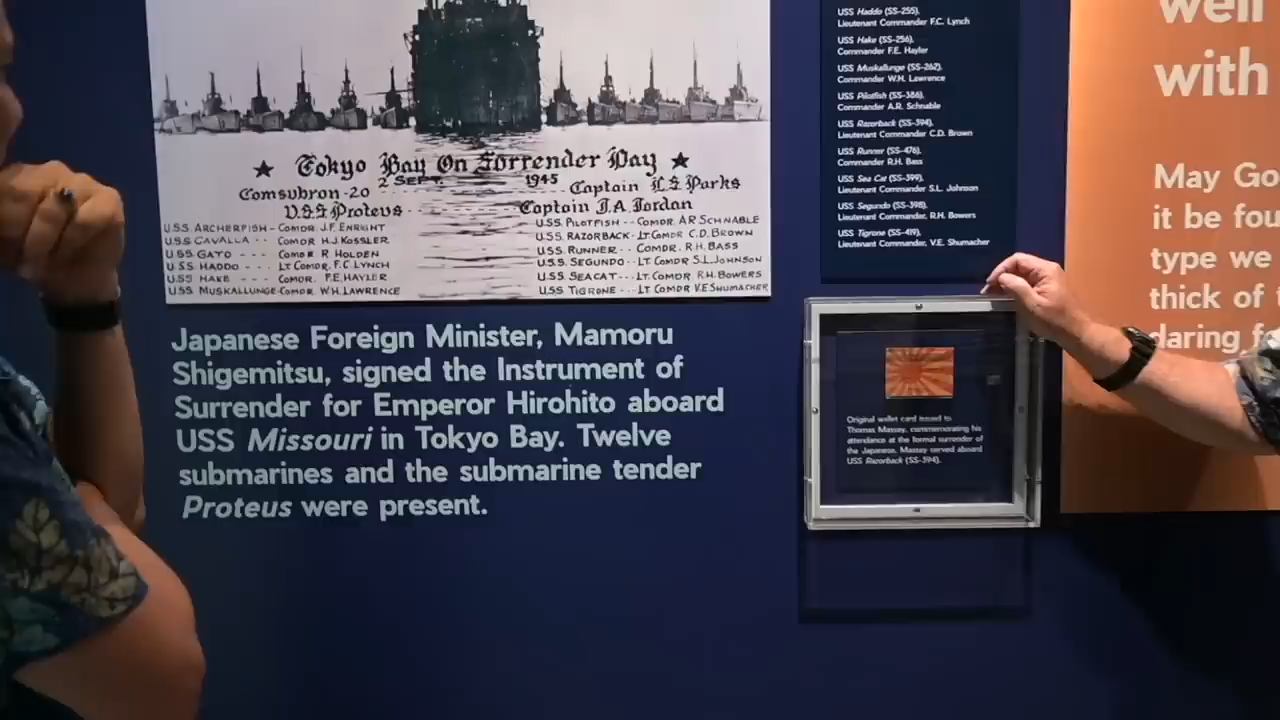 ★ Tokyo Bay On Surrender Day ★
2 SEPT. 1945
Comsubron-20 Captain L.S. Parks
U.S.S Proteus Captain J.A. Jordan
U.S.S. ARCHERFISH - COMDR. J.F. ENRIGHT
U.S.S. CAVALLA - - - COMDR H.J. KOSSLER
U.S.S. GATO - - - - COMDR R HOLDEN
U.S.S. HADDO - - - - LT COMDR. F.C. LYNCH
U.S.S. HAKE - - - - COMDR. F.E. HAYLER
U.S.S. MUSKALLUNGE - COMDR W.H. LAWRENCE
U.S.S. PILOTFISH - - COMDR. A.R SCHNABLE
U.S.S. RAZORBACK - LT COMDR C.D. BROWN
U.S.S. RUNNER - - COMDR. R.H. BASS
U.S.S. SEGUNDO - - LT COMDR S.L. JOHNSON
U.S.S. SEACAT - - - LT COMDR R.H. BOWERS
U.S.S. TIGRONE - - LT COMDR V.E SHUMACHER
Japanese Foreign Minister, Mamoru
Shigemitsu, signed the Instrument of
Surrender for Emperor Hirohito aboard
USS Missouri in Tokyo Bay. Twelve
submarines and the submarine tender
Proteus were present.
USS Haddo (SS-255),
Lieutenant Commander F.C. Lynch
USS Hake (SS-256),
Commander F.E. Hayler
USS Muskallunge (SS-262),
Commander W.H. Lawrence
USS Pilotfish (SS-386),
Commander A.R. Schnable
USS Razorback (SS-394),
Lieutenant Commander C.D. Brown
USS Runner (SS-476),
Commander R.H. Bass
USS Sea Cat (SS-399),
Lieutenant Commander S.L. Johnson
USS Segundo (SS-398),
Lieutenant Commander, R.H. Bowers
USS Tigrone (SS-419),
Lieutenant Commander, V.E. Shumacher
Original wallet card issued to
Thomas Massey, commemorating his
attendance at the formal surrender of
the Japanese. Massey served aboard
USS Razorback (SS-394).
well
with
May Go
it be fou
type we
thick of
daring f